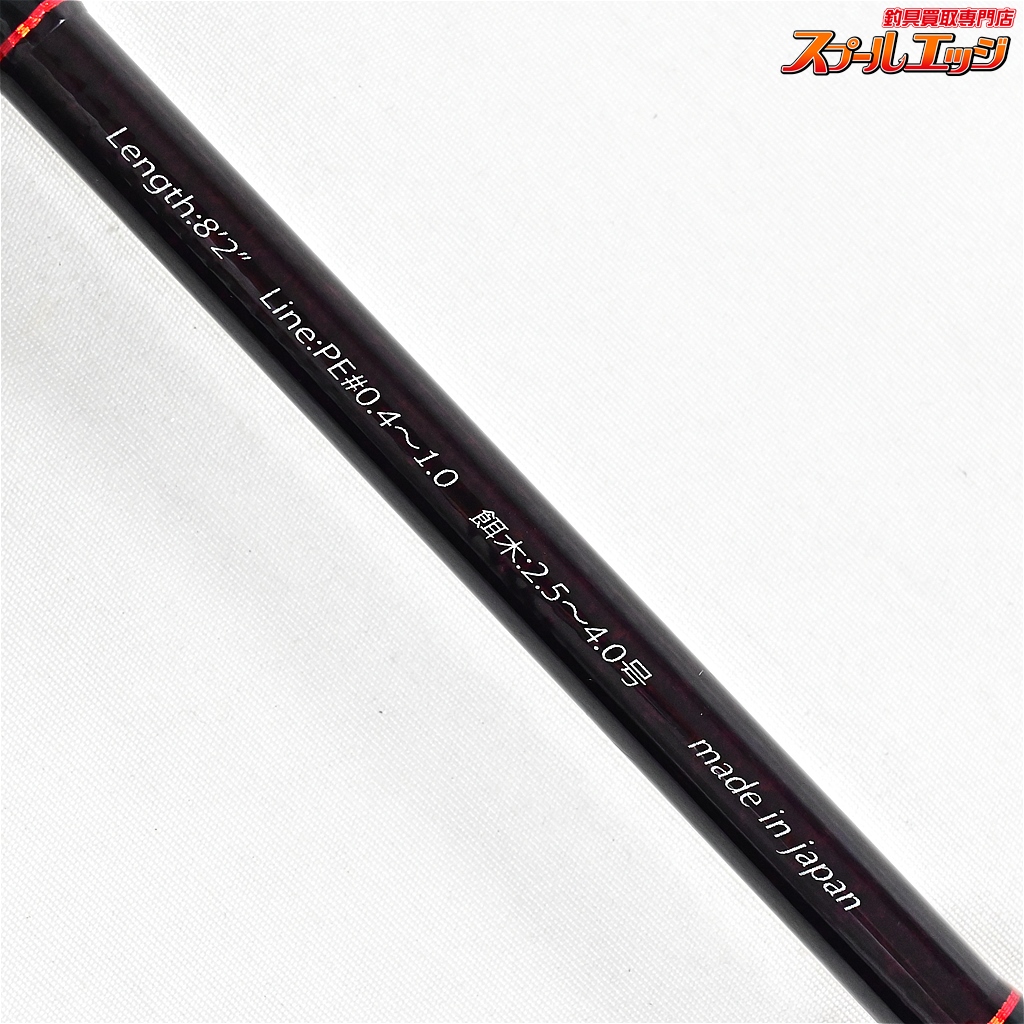 釣具買取専門店
スプールエッジ
Length:8'2" Line:PE#0.4～1.0 餌木:2.5～4.0号 made in japan